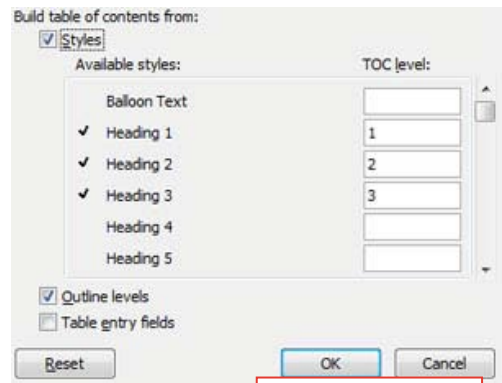 Build table of contents from:
Styles
Available styles: TOC level:
Balloon Text
Heading 1 1
Heading 2 2
Heading 3 3
Heading 4
Heading 5
Outline levels
Table entry fields
Reset OK Cancel